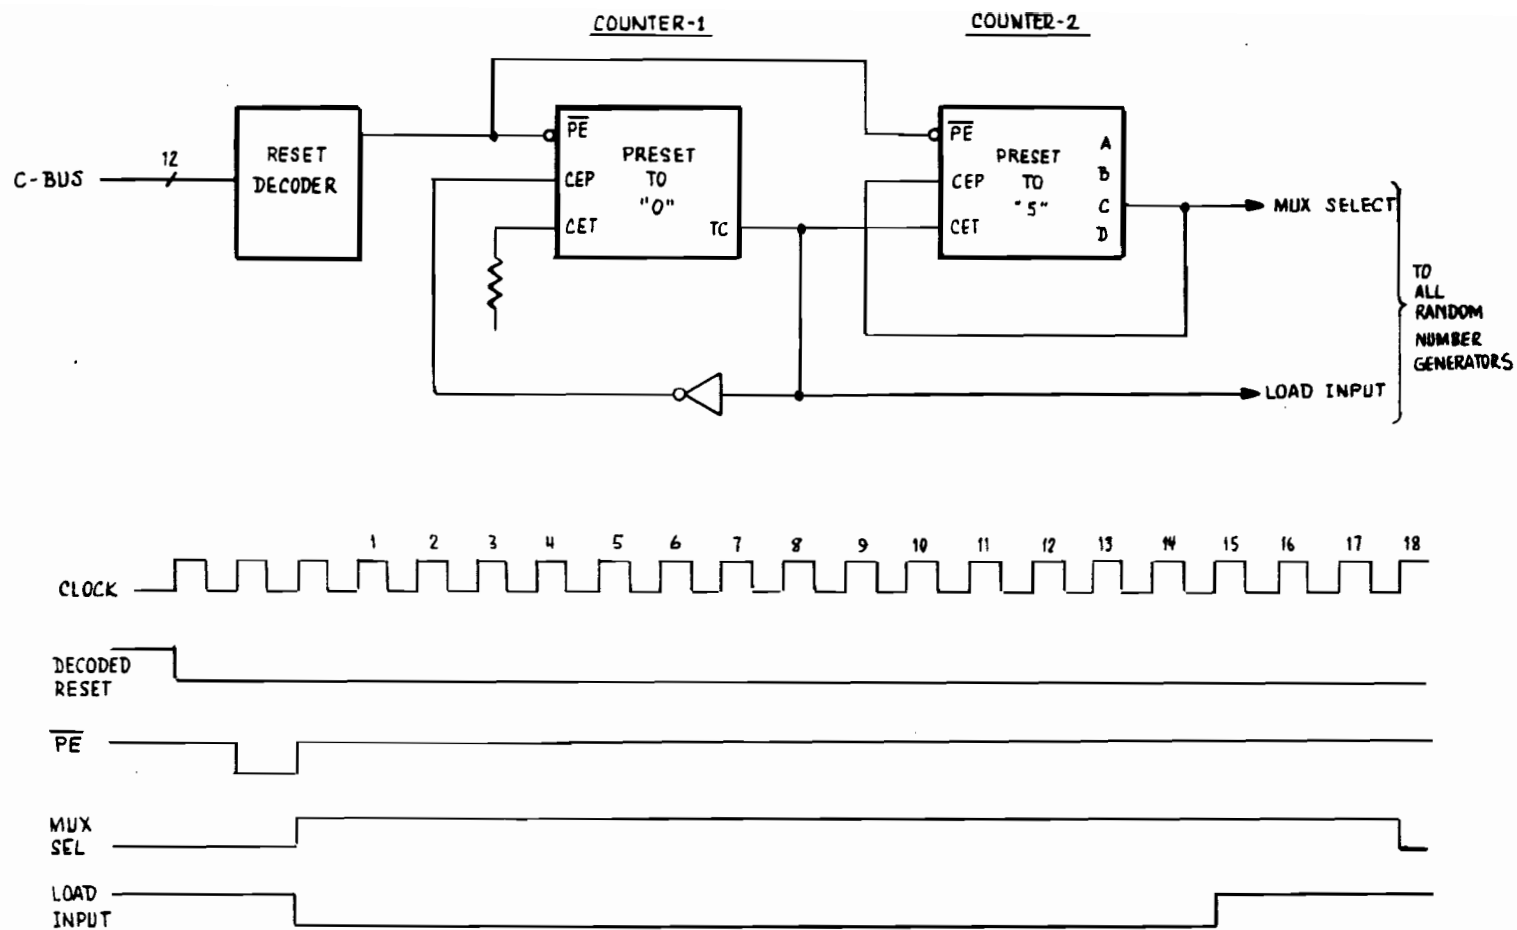 COUNTER-1
COUNTER-2
C-BUS
12
RESET
DECODER
PE
CEP
CET
PRESET
TO
"0"
TC
PE
CEP
CET
PRESET
TO
"5"
A
B
C
D
MUX SELECT
LOAD INPUT
TO
ALL
RANDOM
NUMBER
GENERATORS
1 2 3 4 5 6 7 8 9 10 11 12 13 14 15 16 17 18
CLOCK
DECODED
RESET
PE
MUX
SEL
LOAD
INPUT